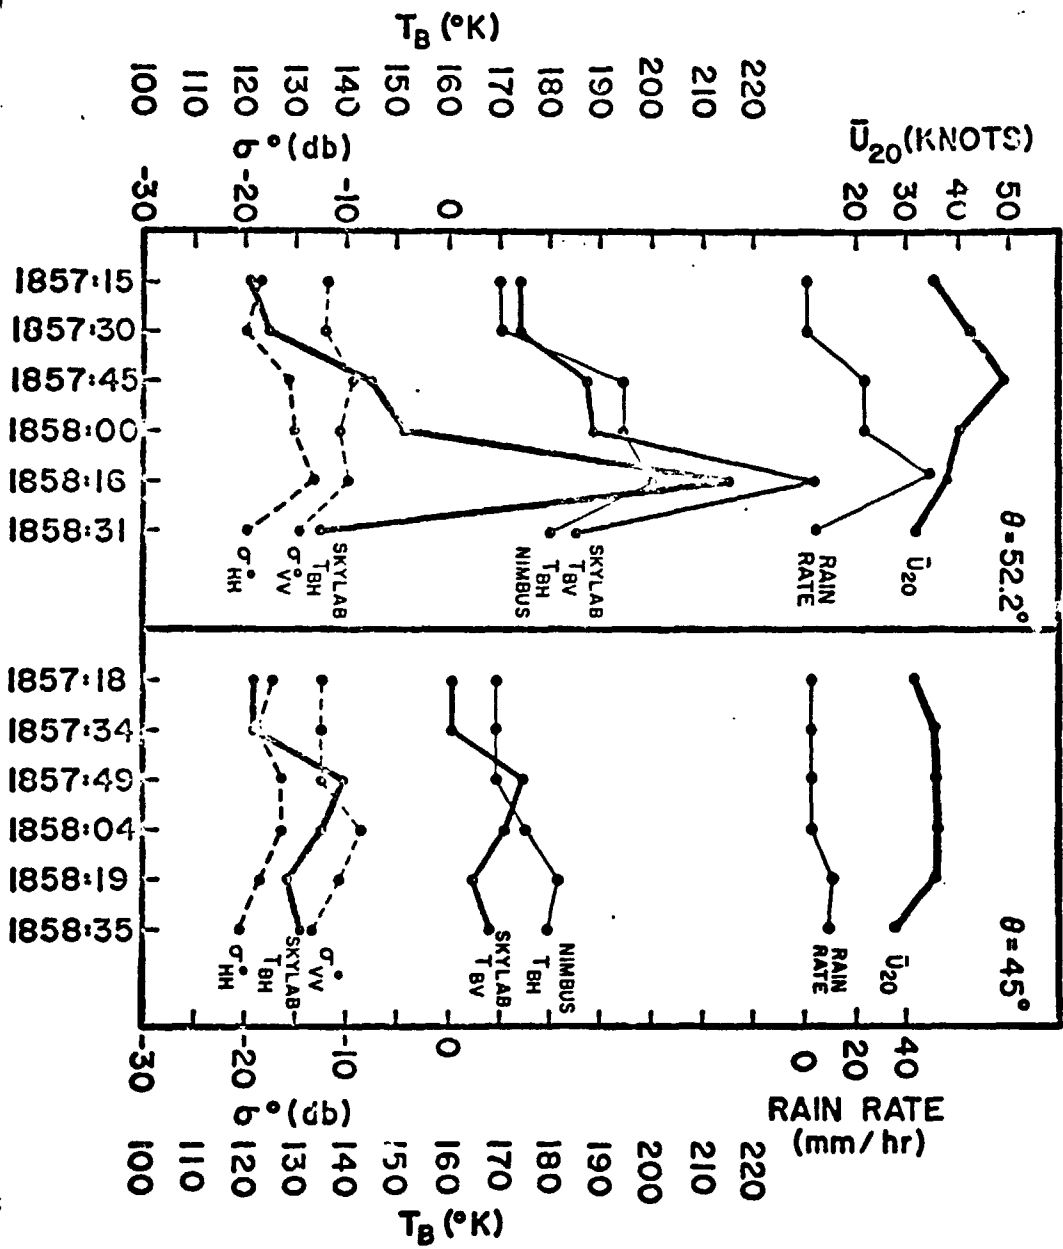 T_B (°K)
100 110 120 130 140 150 160 170 180 190 200 210 220
σ° (db)
Ū_20 (KNOTS)
-30 -20 -10 0
20 30 40 50
1857:15
1857:30
1857:45
1858:00
1858:16
1858:31
σ°HH
σ°VV
SKYLAB
T_BH
NIMBUS
T_BH
SKYLAB
T_BV
RAIN
RATE
Ū_20
θ=52.2°
1857:18
1857:34
1857:49
1858:04
1858:19
1858:35
σ°HH
SKYLAB
T_BH
σ°VV
SKYLAB
T_BV
NIMBUS
T_BH
RAIN
RATE
Ū_20
θ=45°
-30 -20 -10 0
0 20 40
σ° (db)
RAIN RATE
(mm/hr)
100 110 120 130 140 150 160 170 180 190 200 210 220
T_B (°K)